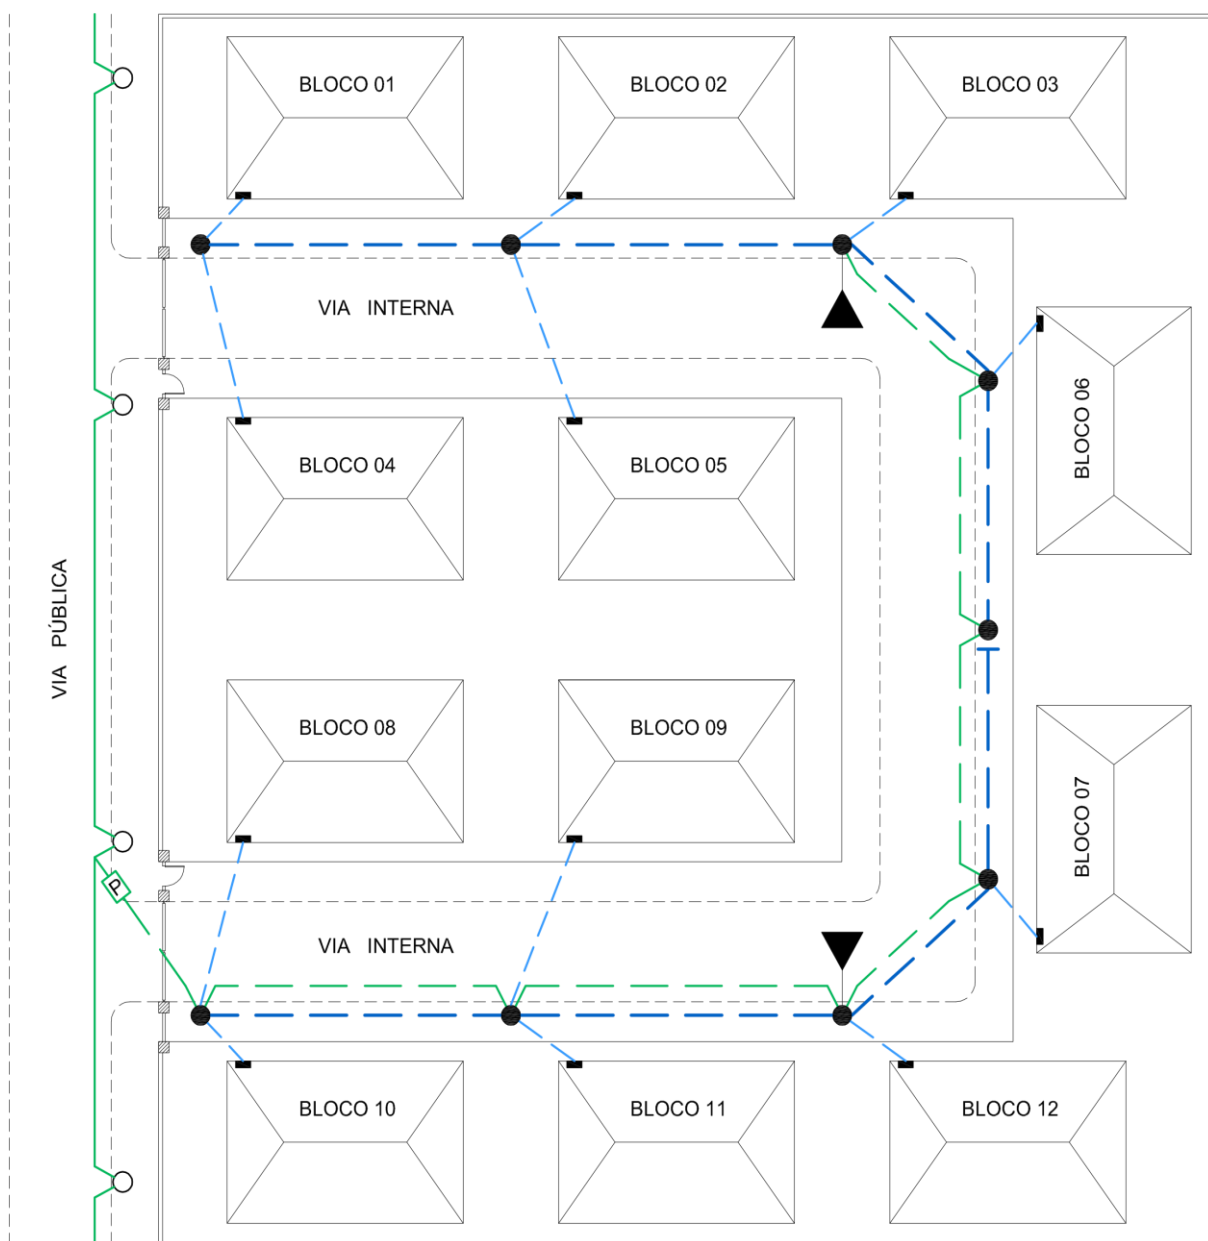 BLOCO 01
BLOCO 02
BLOCO 03
VIA INTERNA
BLOCO 04
BLOCO 05
BLOCO 06
VIA PÚBLICA
BLOCO 08
BLOCO 09
BLOCO 07
P
VIA INTERNA
BLOCO 10
BLOCO 11
BLOCO 12